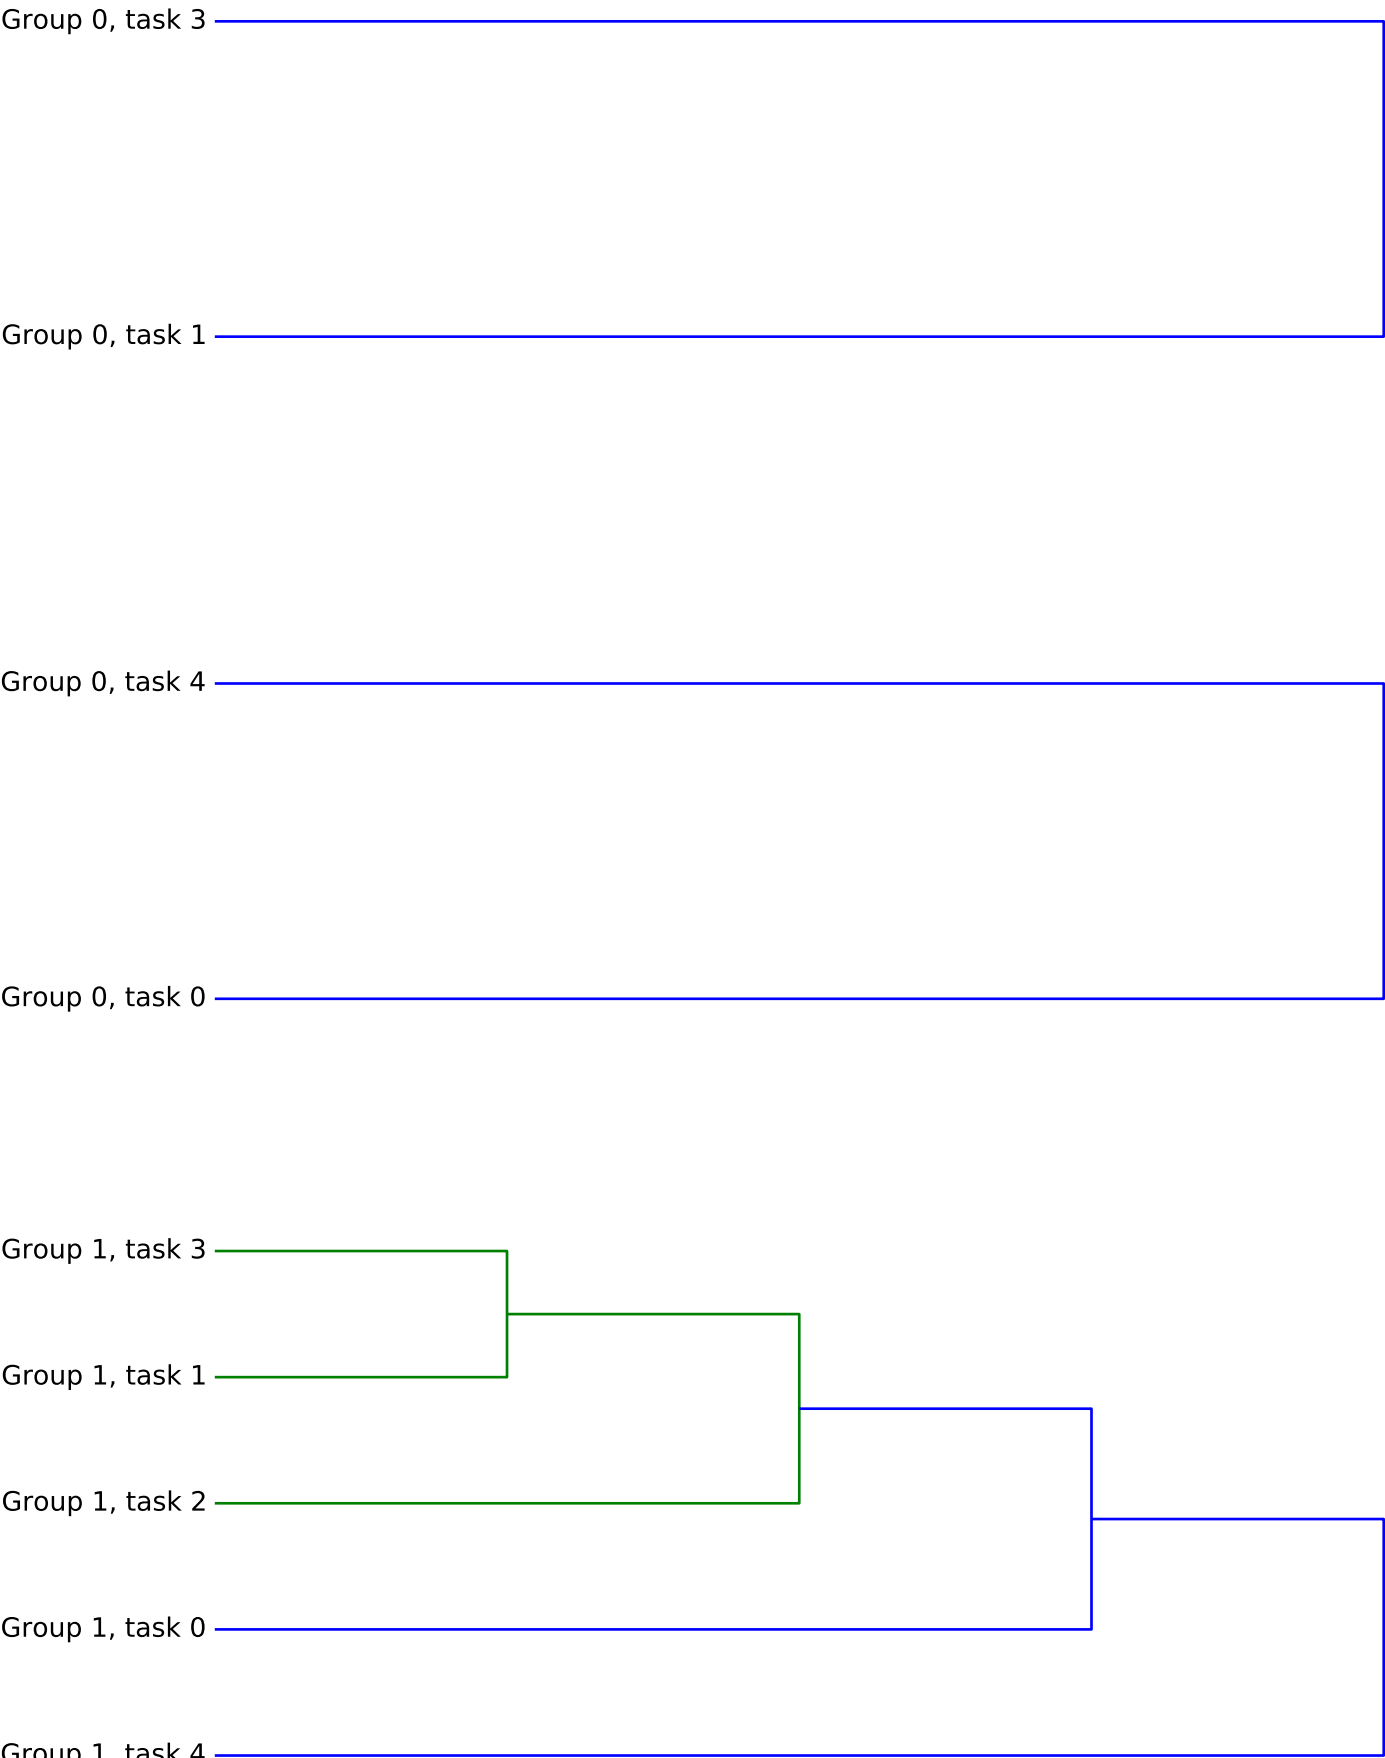 Group 0, task 3
Group 0, task 1
Group 0, task 4
Group 0, task 0
Group 1, task 3
Group 1, task 1
Group 1, task 2
Group 1, task 0
Group 1, task 4